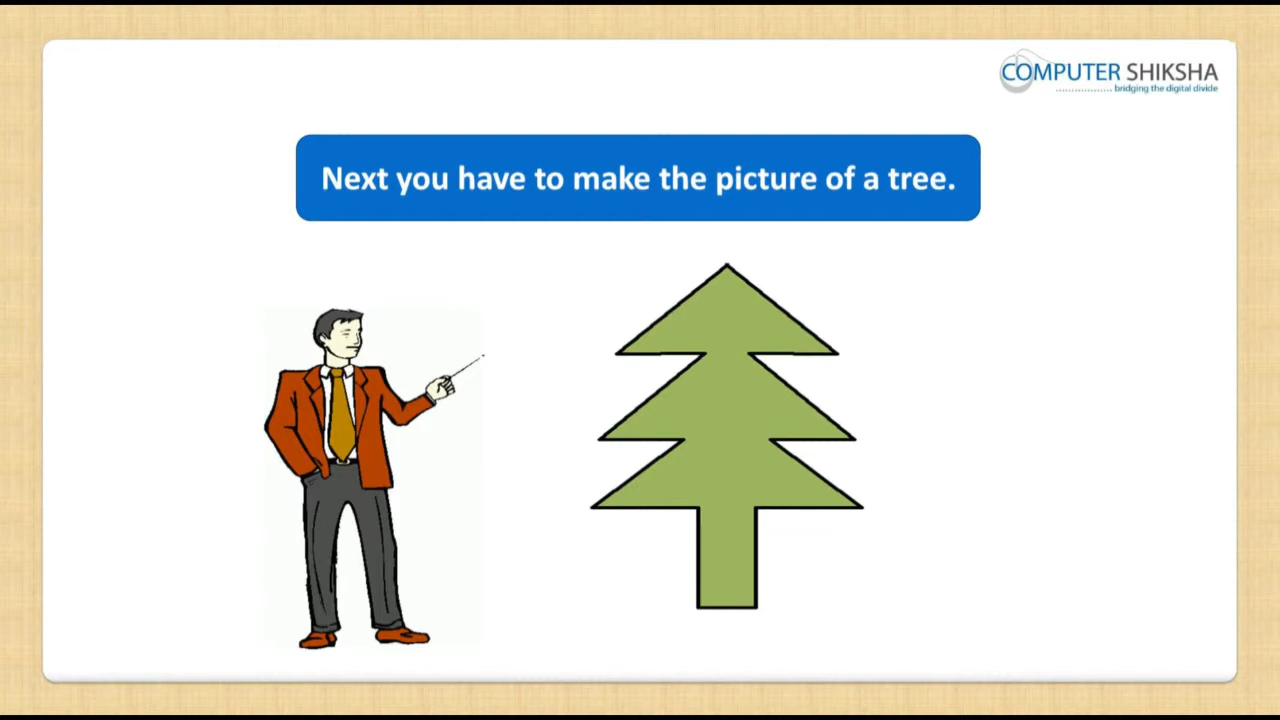 COMPUTER SHIKSHA
bridging the digital divide
Next you have to make the picture of a tree.